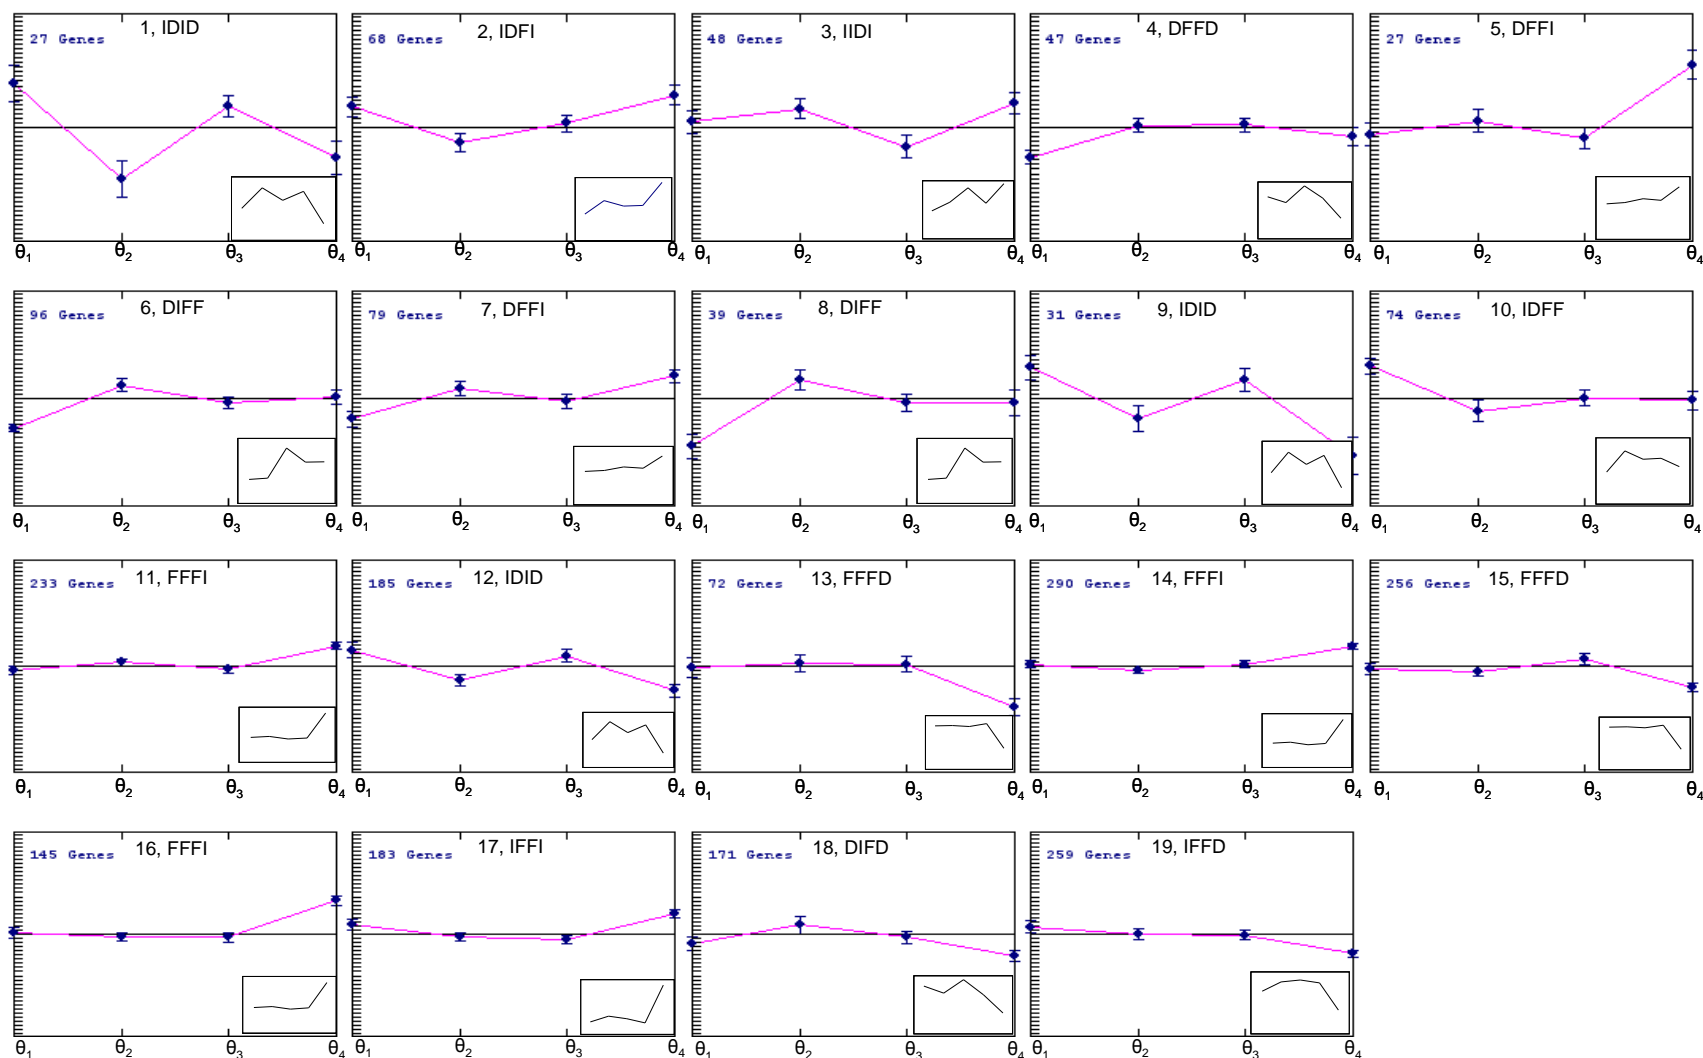 27 Genes 1, IDID
68 Genes 2, IDFI
48 Genes 3, IIDI
47 Genes 4, DFFD
27 Genes 5, DFFI
θ1 θ2 θ3 θ4 θ1 θ2 θ3 θ4 θ1 θ2 θ3 θ4 θ1 θ2 θ3 θ4 θ1 θ2 θ3 θ4
96 Genes 6, DIFF
79 Genes 7, DFFI
39 Genes 8, DIFF
31 Genes 9, IDID
74 Genes 10, IDFF
θ1 θ2 θ3 θ4 θ1 θ2 θ3 θ4 θ1 θ2 θ3 θ4 θ1 θ2 θ3 θ4 θ1 θ2 θ3 θ4
233 Genes 11, FFFI
185 Genes 12, IDID
72 Genes 13, FFFD
290 Genes 14, FFFI
256 Genes 15, FFFD
θ1 θ2 θ3 θ4 θ1 θ2 θ3 θ4 θ1 θ2 θ3 θ4 θ1 θ2 θ3 θ4 θ1 θ2 θ3 θ4
145 Genes 16, FFFI
183 Genes 17, IFFI
171 Genes 18, DIFD
259 Genes 19, IFFD
θ1 θ2 θ3 θ4 θ1 θ2 θ3 θ4 θ1 θ2 θ3 θ4 θ1 θ2 θ3 θ4